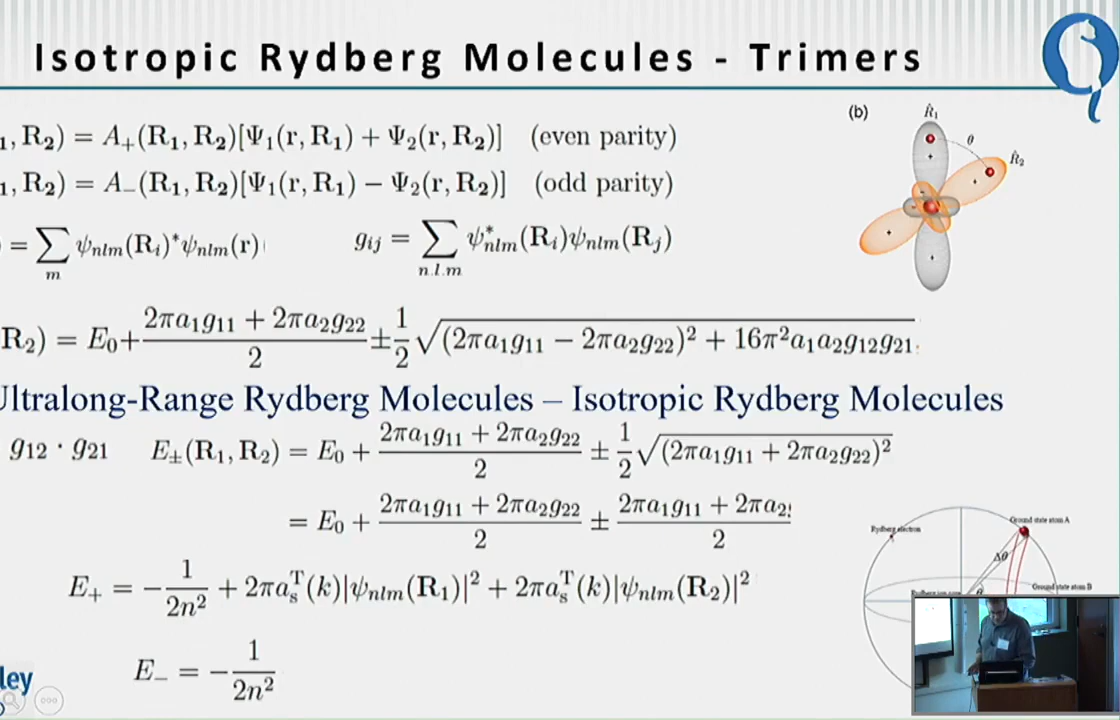 Isotropic Rydberg Molecules - Trimers
₁, R₂) = A₊(R₁, R₂)[Ψ₁(r, R₁) + Ψ₂(r, R₂)] (even parity)
₁, R₂) = A₋(R₁, R₂)[Ψ₁(r, R₁) − Ψ₂(r, R₂)] (odd parity)
) = ∑ₘ ψₙₗₘ(Rᵢ)*ψₙₗₘ(r) gᵢⱼ = ∑ₙ.ₗ.ₘ ψ*ₙₗₘ(Rᵢ)ψₙₗₘ(Rⱼ)
(b) R̂₁ θ R̂₂
R₂) = E₀ + (2πa₁g₁₁ + 2πa₂g₂₂)/2 ± 1/2 √((2πa₁g₁₁ − 2πa₂g₂₂)² + 16π²a₁a₂g₁₂g₂₁
Ultralong-Range Rydberg Molecules – Isotropic Rydberg Molecules
g₁₂ · g₂₁ E±(R₁, R₂) = E₀ + (2πa₁g₁₁ + 2πa₂g₂₂)/2 ± 1/2 √((2πa₁g₁₁ + 2πa₂g₂₂)²)
= E₀ + (2πa₁g₁₁ + 2πa₂g₂₂)/2 ± (2πa₁g₁₁ + 2πa₂)/2
E₊ = −1/(2n²) + 2πaₛᵀ(k)|ψₙₗₘ(R₁)|² + 2πaₛᵀ(k)|ψₙₗₘ(R₂)|²
E₋ = −1/(2n²)
Rydberg electron
Ground state atom A
Δθ
Ground state atom B
ley